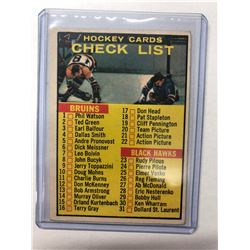 HOCKEY CARDS
CHECK LIST
BRUINS
1 Phil Watson
2 Ted Green
3 Earl Balfour
4 Dallas Smith
5 Andre Pronovost
6 Dick Meissner
7 Leo Boivin
8 John Bucyk
9 Jerry Toppazzini
10 Doug Mohns
11 Charlie Burns
12 Don McKenney
13 Bob Armstrong
14 Murray Oliver
15 Orland Kurtenbach
16 Terry Gray
17 Don Head
18 Pat Stapleton
19 Cliff Pennington
20 Team Picture
21 Action Picture
22 Action Picture
BLACK HAWKS
23 Rudy Pilous
24 Pierre Pilote
25 Elmer Vasko
26 Reg Fleming
27 Ab McDonald
28 Eric Nesterenko
29 Bobby Hull
30 Ken Wharram
31 Dollard St. Laurent